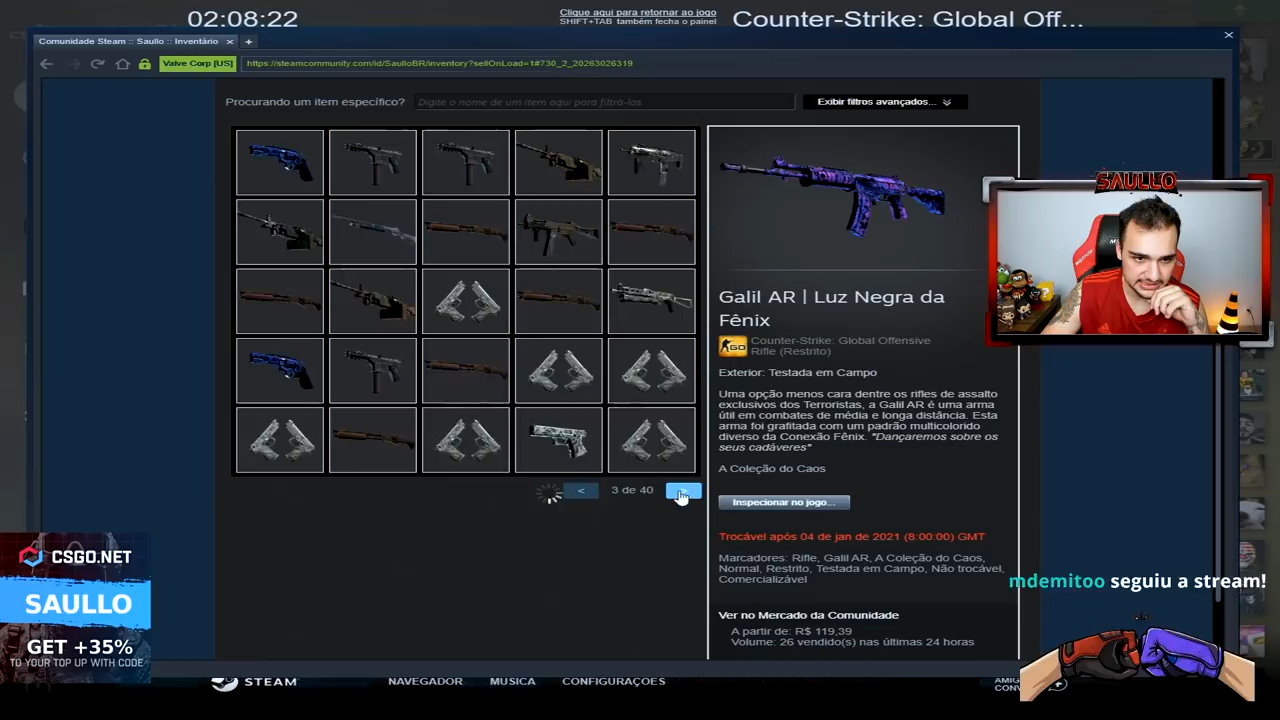 02:08:22
Clique aqui para retornar ao jogo
SHIFT+TAB também fecha o painel
Counter-Strike: Global Off...
Comunidade Steam :: Saullo :: Inventário
Valve Corp [US]
https://steamcommunity.com/id/SaulloBR/inventory?sellOnLoad=1#730_2_20263026319
Procurando um item específico?
Digite o nome de um item aqui para filtrá-los
Exibir filtros avançados...
SAULLO
Galil AR | Luz Negra da
Fênix
GO
Counter-Strike: Global Offensive
Rifle (Restrito)
Exterior: Testada em Campo
Uma opção menos cara dentre os rifles de assalto
exclusivos dos Terroristas, a Galil AR é uma arma
útil em combates de média e longa distância. Esta
arma foi grafitada com um padrão multicolorido
diverso da Conexão Fênix. "Dançaremos sobre os
seus cadáveres"
A Coleção do Caos
< 3 de 40
Inspecionar no jogo...
Trocável após 04 de jan de 2021 (8:00:00) GMT
Marcadores: Rifle, Galil AR, A Coleção do Caos,
Normal, Restrito, Testada em Campo, Não trocável,
Comercializável
Ver no Mercado da Comunidade
A partir de: R$ 119,39
Volume: 26 vendido(s) nas últimas 24 horas
CSGO.NET
SAULLO
GET +35%
TO YOUR TOP UP WITH CODE
mdemitoo seguiu a stream!
STEAM
NAVEGADOR
MÚSICA
CONFIGURAÇÕES